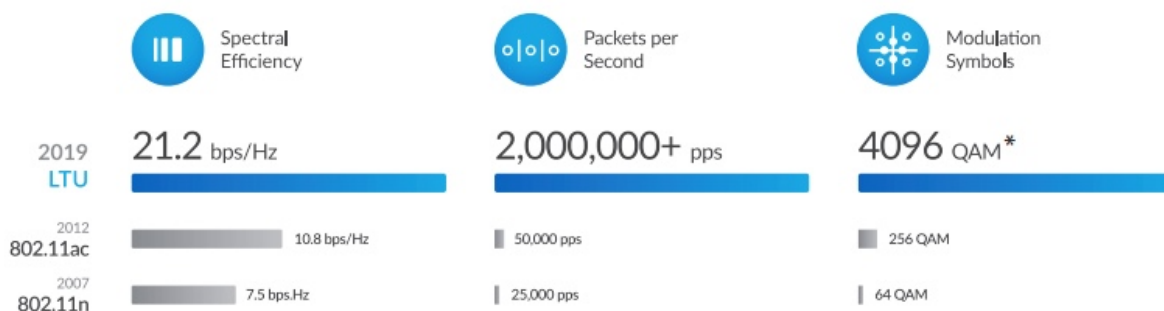 Spectral
Efficiency
Packets per
Second
Modulation
Symbols
2019
LTU
21.2 bps/Hz
2,000,000+ pps
4096 QAM*
2012
802.11ac
10.8 bps/Hz
50,000 pps
256 QAM
2007
802.11n
7.5 bps.Hz
25,000 pps
64 QAM